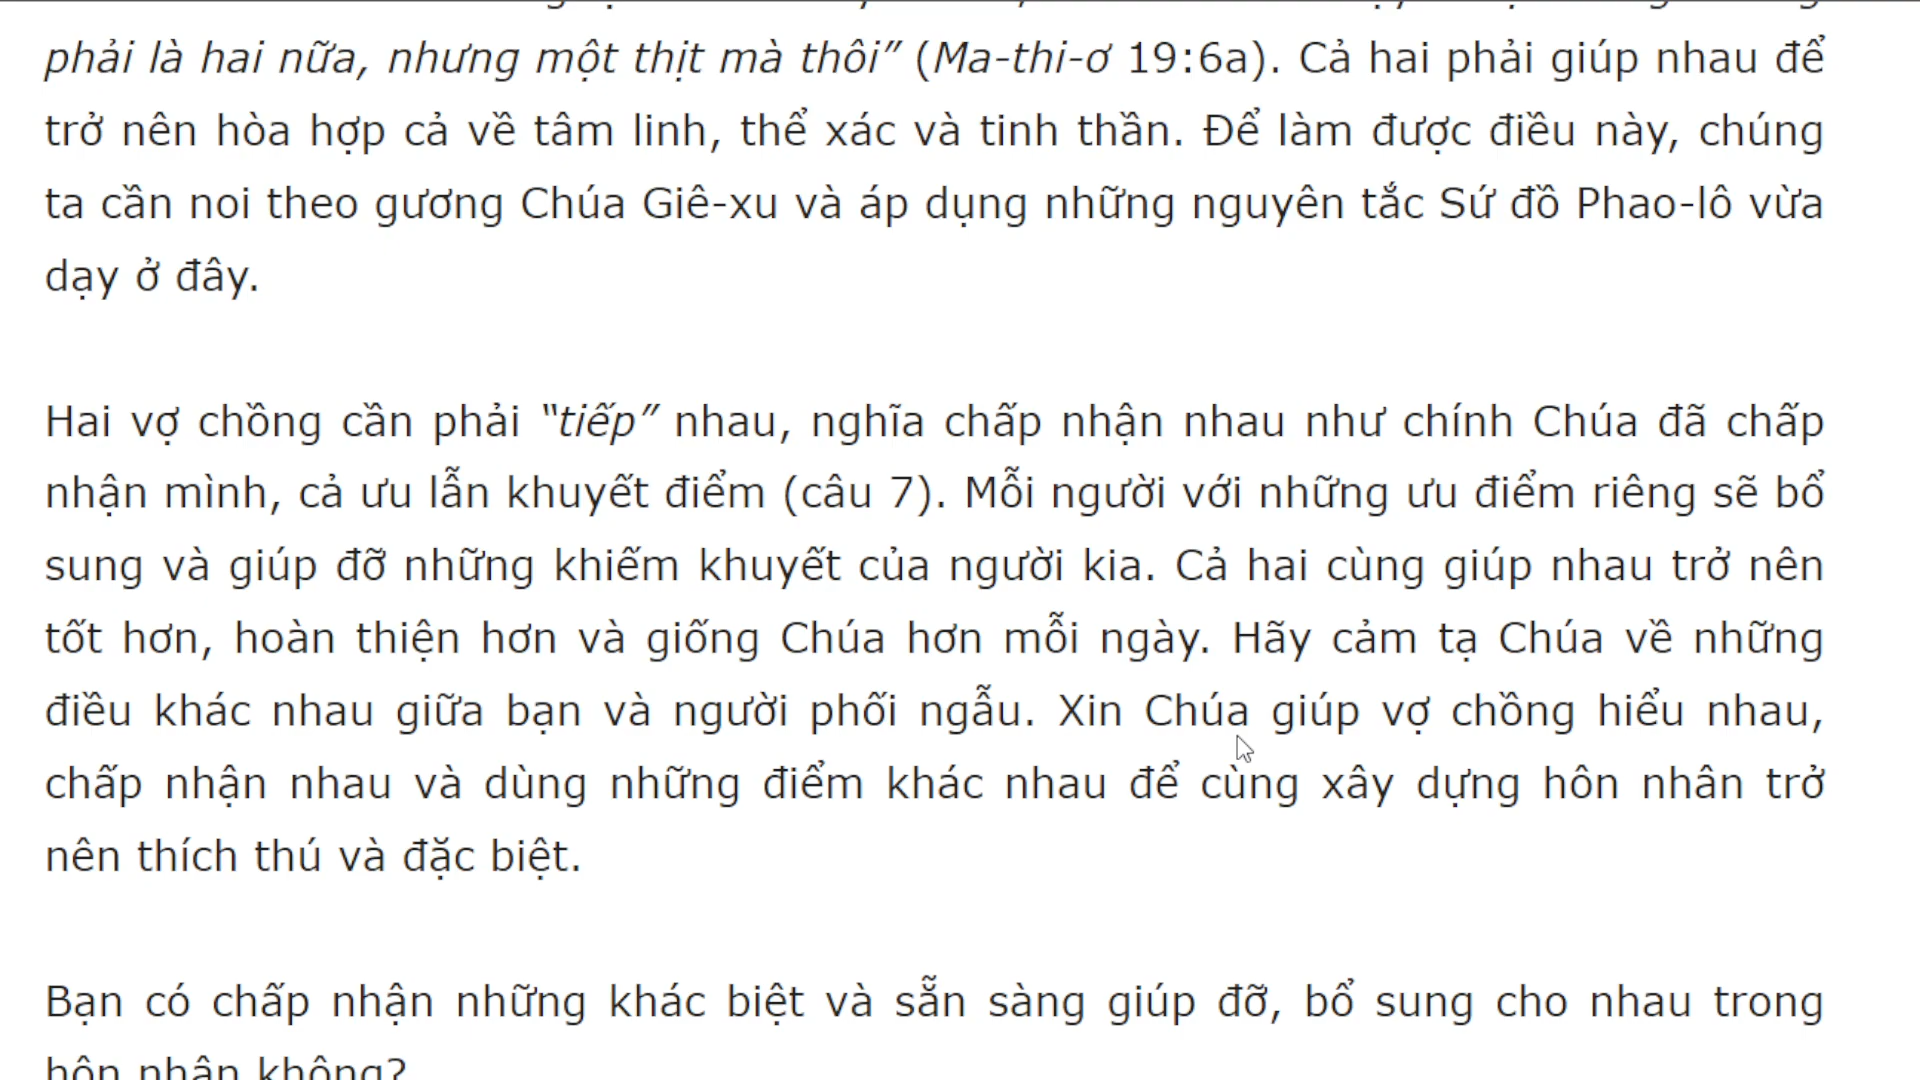 phải là hai nữa, nhưng một thịt mà thôi” (Ma-thi-ơ 19:6a). Cả hai phải giúp nhau để
trở nên hòa hợp cả về tâm linh, thể xác và tinh thần. Để làm được điều này, chúng
ta cần noi theo gương Chúa Giê-xu và áp dụng những nguyên tắc Sứ đồ Phao-lô vừa
dạy ở đây.
Hai vợ chồng cần phải “tiếp” nhau, nghĩa chấp nhận nhau như chính Chúa đã chấp
nhận mình, cả ưu lẫn khuyết điểm (câu 7). Mỗi người với những ưu điểm riêng sẽ bổ
sung và giúp đỡ những khiếm khuyết của người kia. Cả hai cùng giúp nhau trở nên
tốt hơn, hoàn thiện hơn và giống Chúa hơn mỗi ngày. Hãy cảm tạ Chúa về những
điều khác nhau giữa bạn và người phối ngẫu. Xin Chúa giúp vợ chồng hiểu nhau,
chấp nhận nhau và dùng những điểm khác nhau để cùng xây dựng hôn nhân trở
nên thích thú và đặc biệt.
Bạn có chấp nhận những khác biệt và sẵn sàng giúp đỡ, bổ sung cho nhau trong
hôn nhân không?